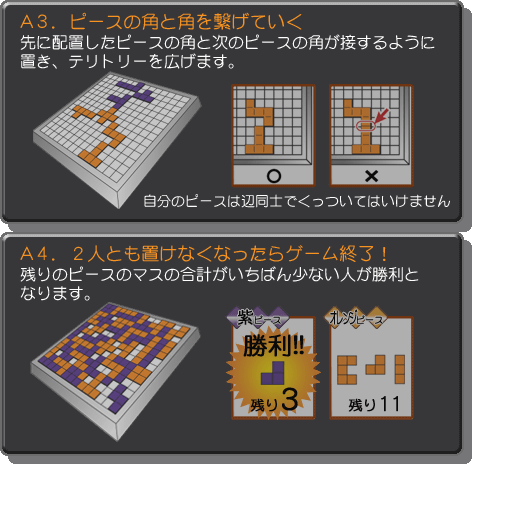 A3．ピースの角と角を繋げていく
先に配置したピースの角と次のピースの角が接するように
置き、テリトリーを広げます。
○
×
自分のピースは辺同士でくっついてはいけません
A4．２人とも置けなくなったらゲーム終了！
残りのピースのマスの合計がいちばん少ない人が勝利と
なります。
紫ピース
勝利!!
残り3
オレンジピース
残り11